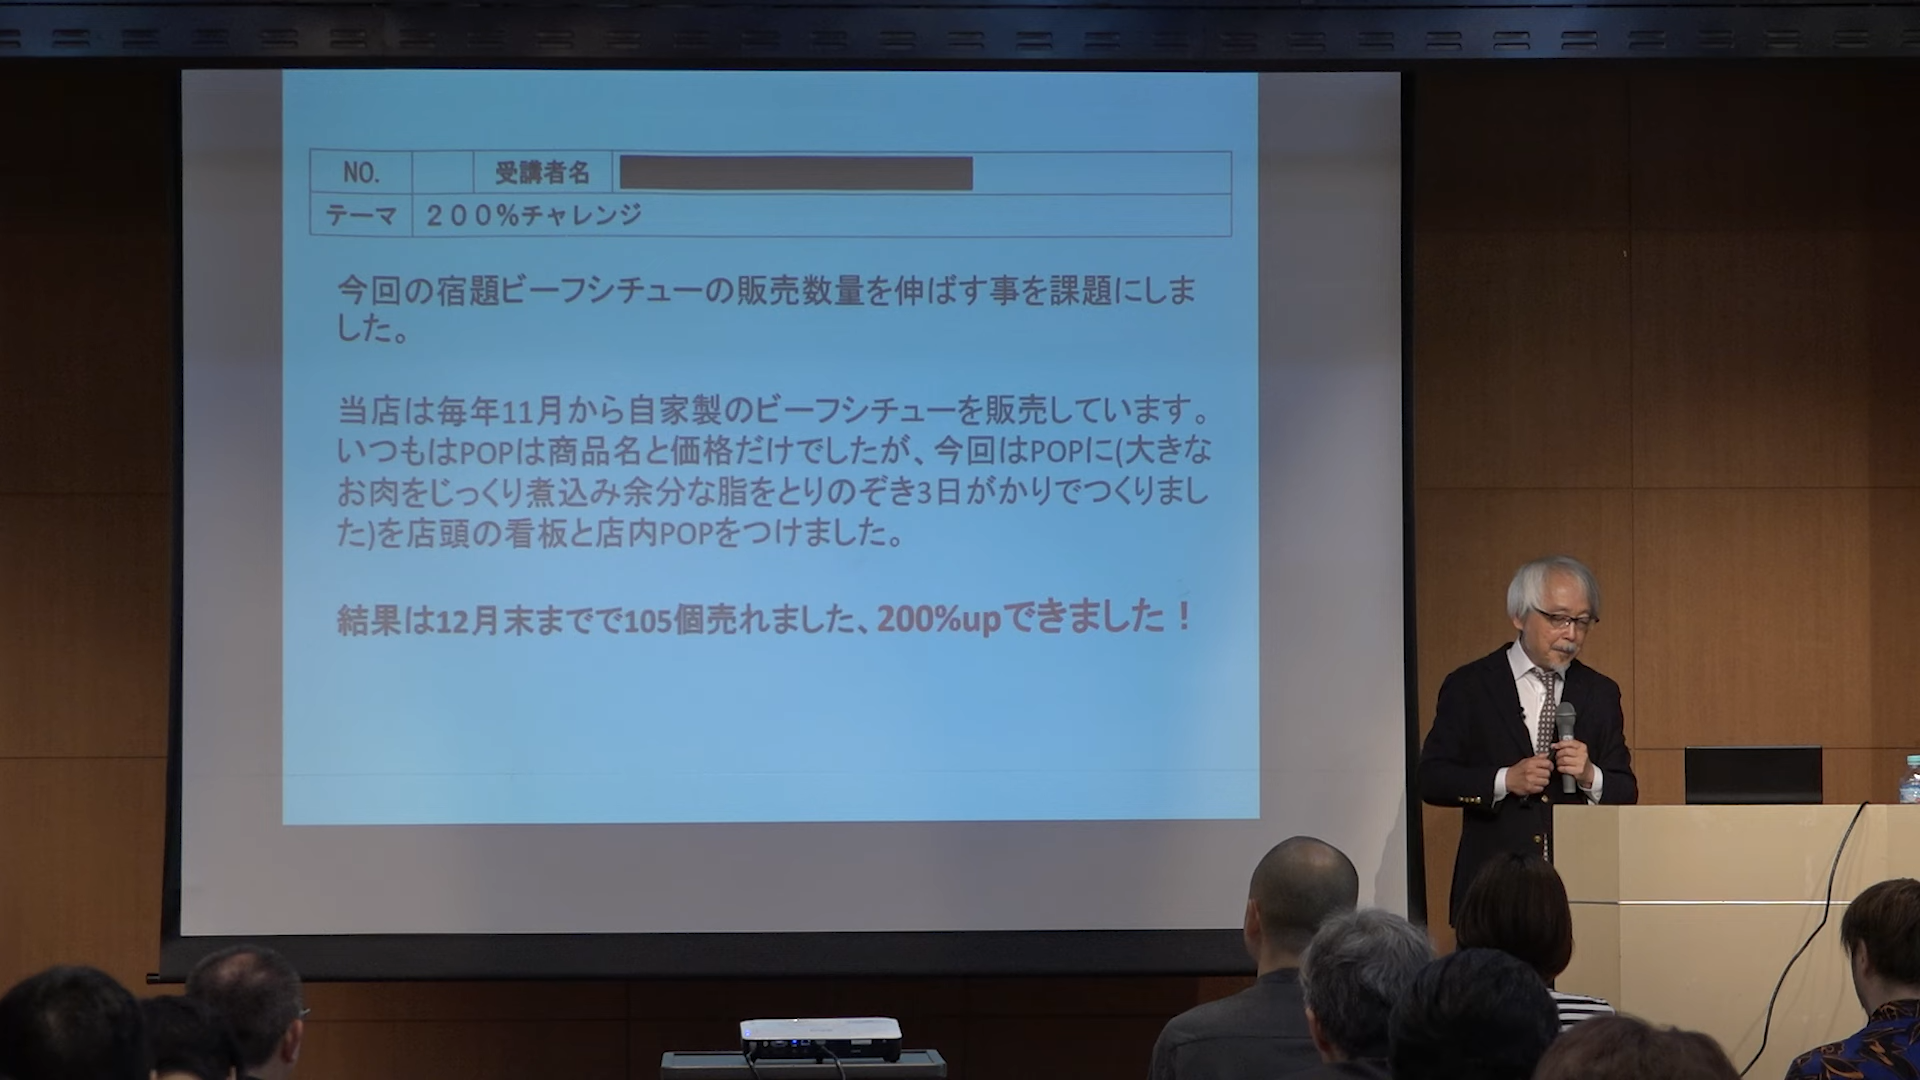 NO. 受講者名
テーマ ２００％チャレンジ
今回の宿題ビーフシチューの販売数量を伸ばす事を課題にしま
した。
当店は毎年11月から自家製のビーフシチューを販売しています。
いつもはPOPは商品名と価格だけでしたが、今回はPOPに(大きな
お肉をじっくり煮込み余分な脂をとりのぞき3日がかりでつくりまし
た)を店頭の看板と店内POPをつけました。
結果は12月末までで105個売れました、200%upできました！